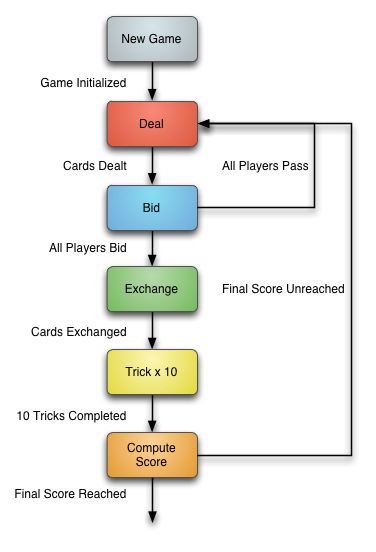 New Game
Game Initialized
Deal
Cards Dealt
All Players Pass
Bid
All Players Bid
Exchange
Final Score Unreached
Cards Exchanged
Trick x 10
10 Tricks Completed
Compute
Score
Final Score Reached